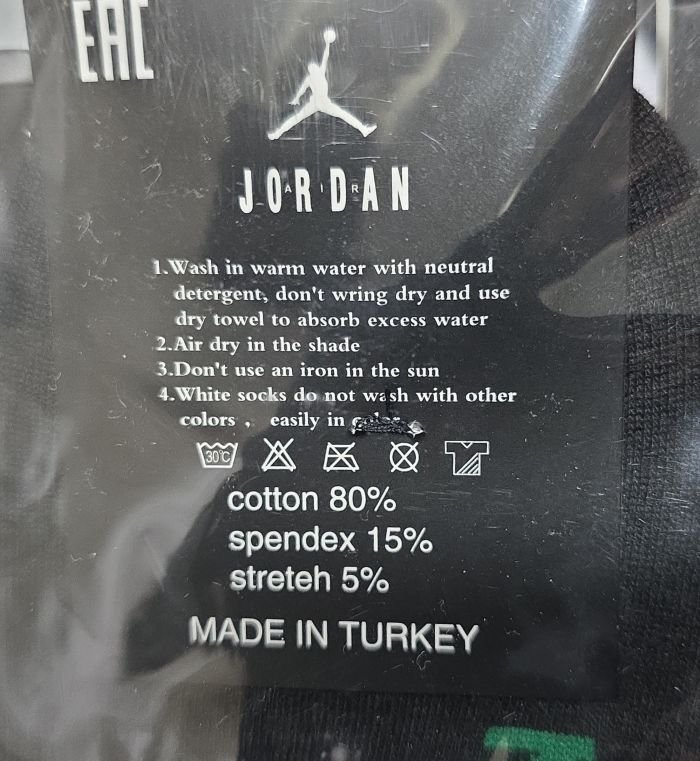 EAC
JORDAN
AIR
1.Wash in warm water with neutral
detergent, don't wring dry and use
dry towel to absorb excess water
2.Air dry in the shade
3.Don't use an iron in the sun
4.White socks do not wash with other
colors , easily in
30°C
cotton 80%
spendex 15%
streteh 5%
MADE IN TURKEY